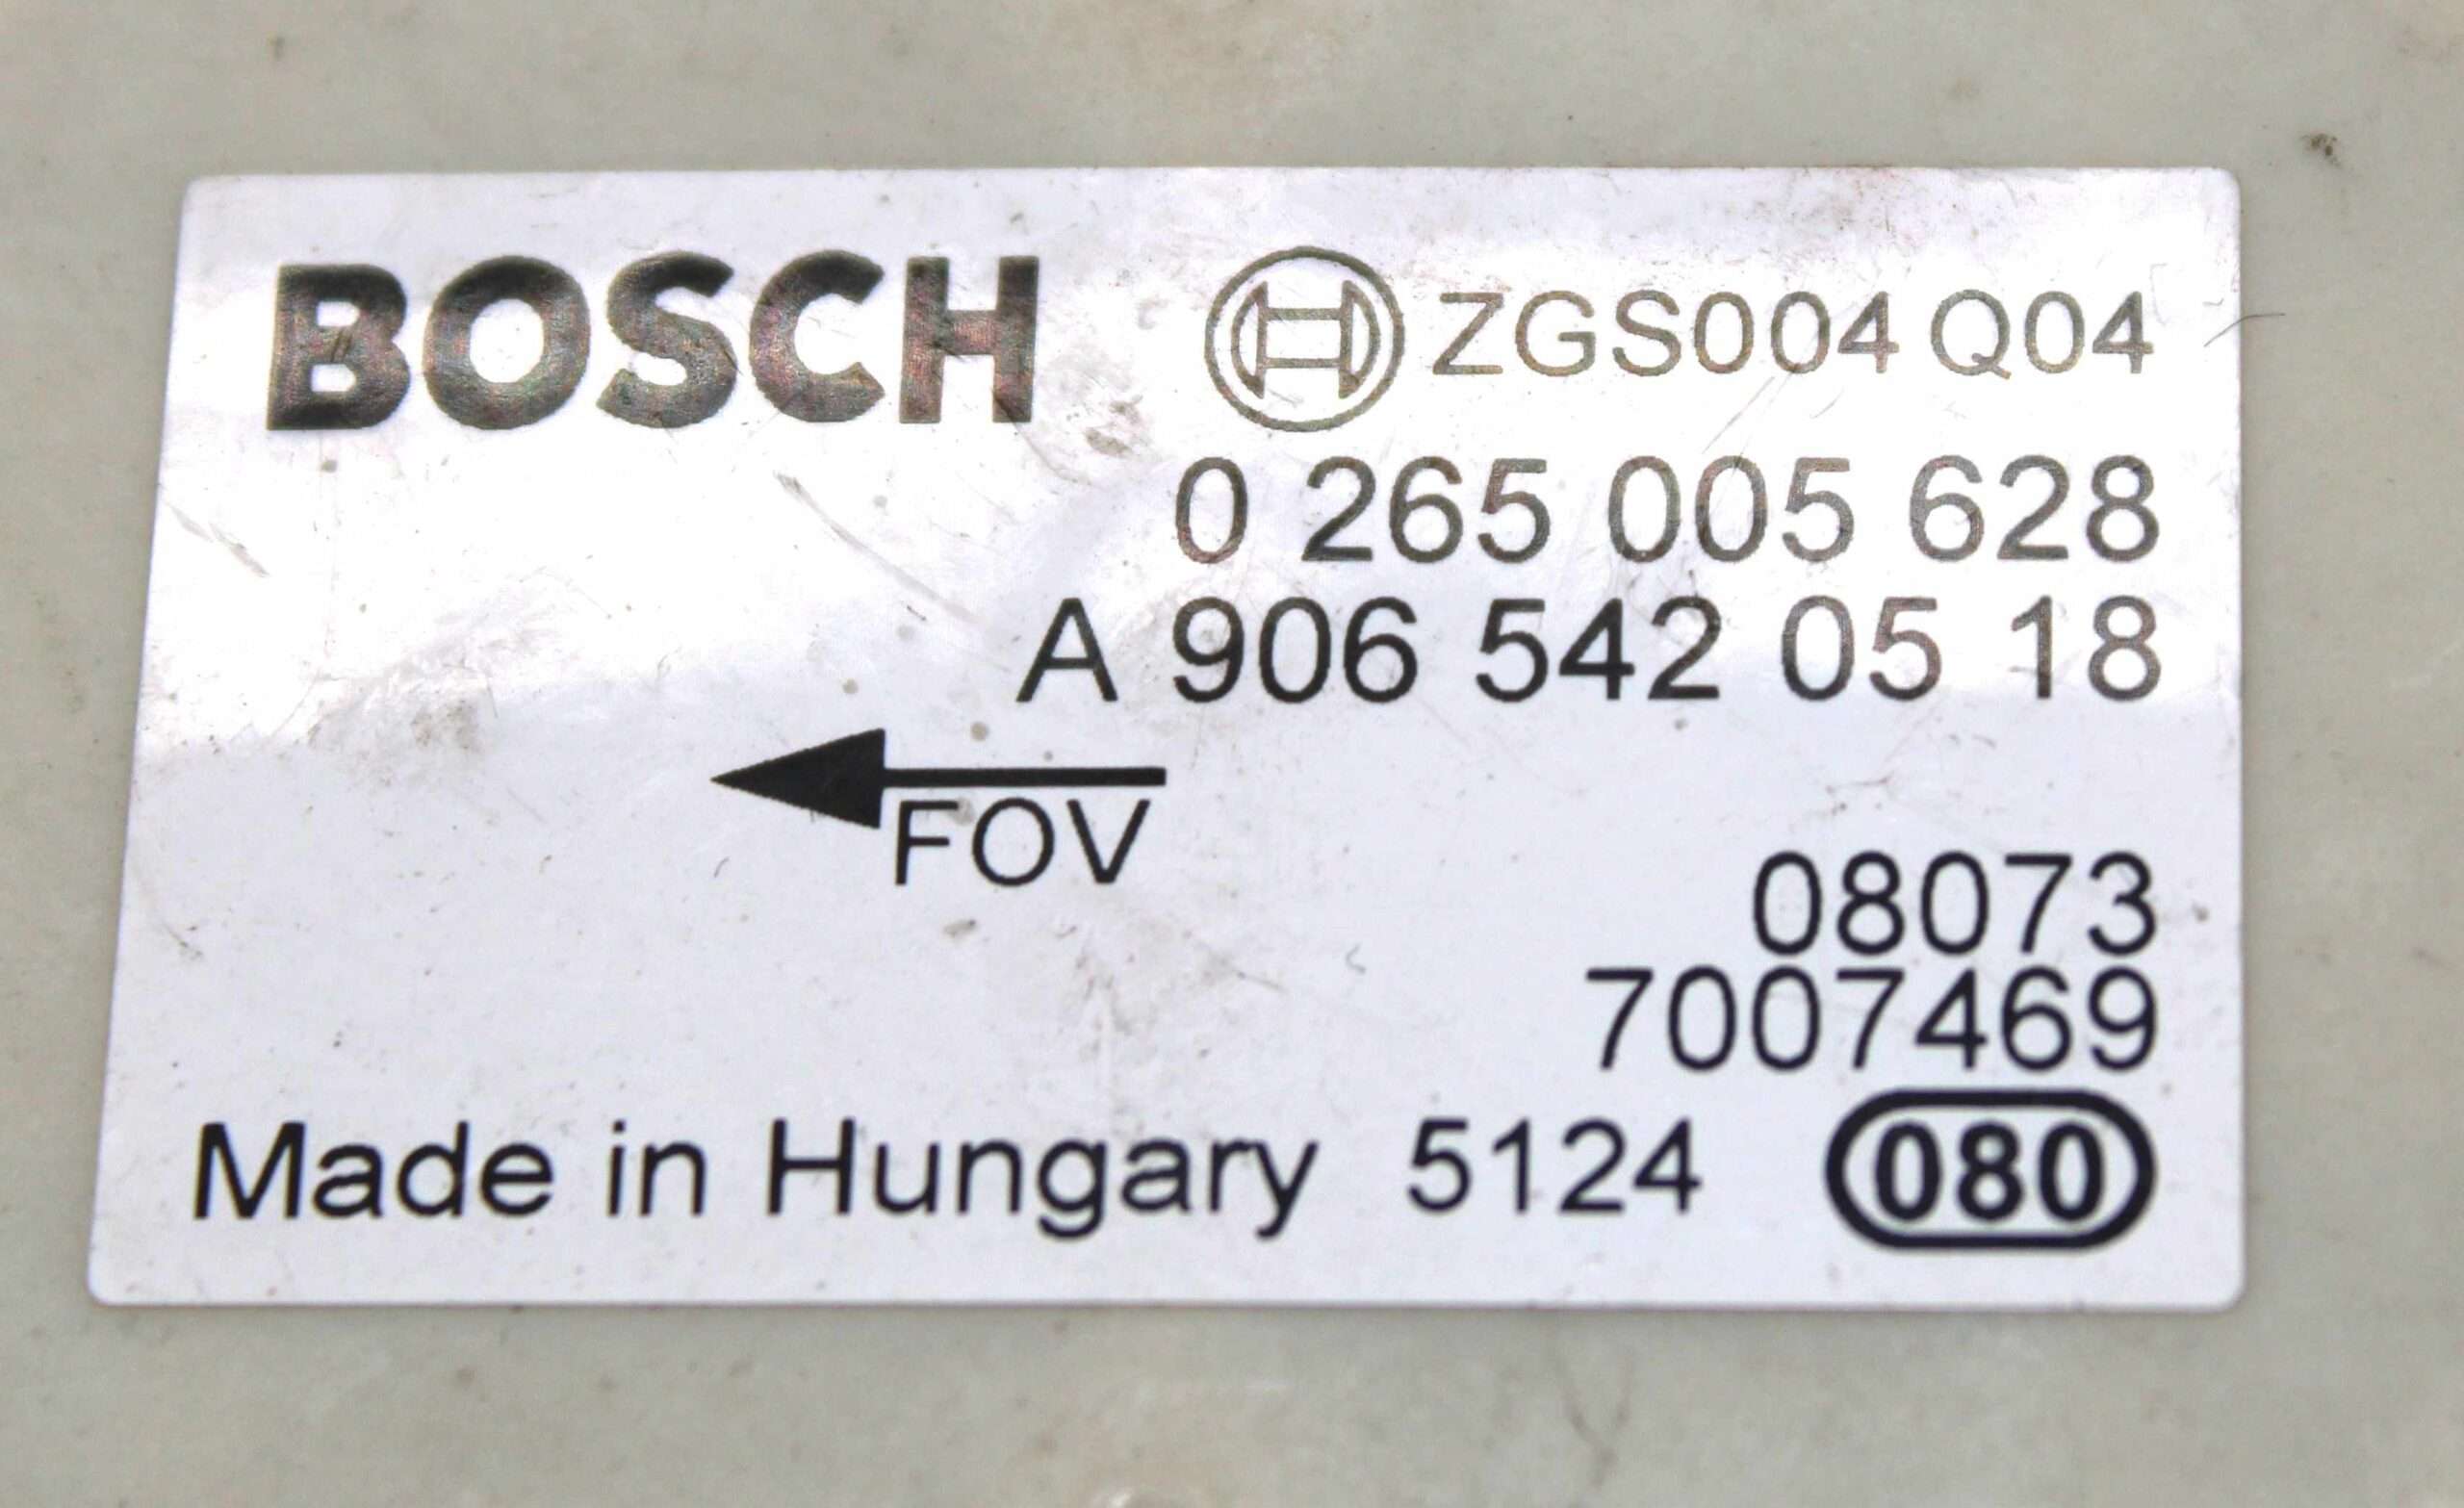 BOSCH ZGS004 Q04
0 265 005 628
A 906 542 05 18
FOV
08073
7007469
Made in Hungary 5124 080